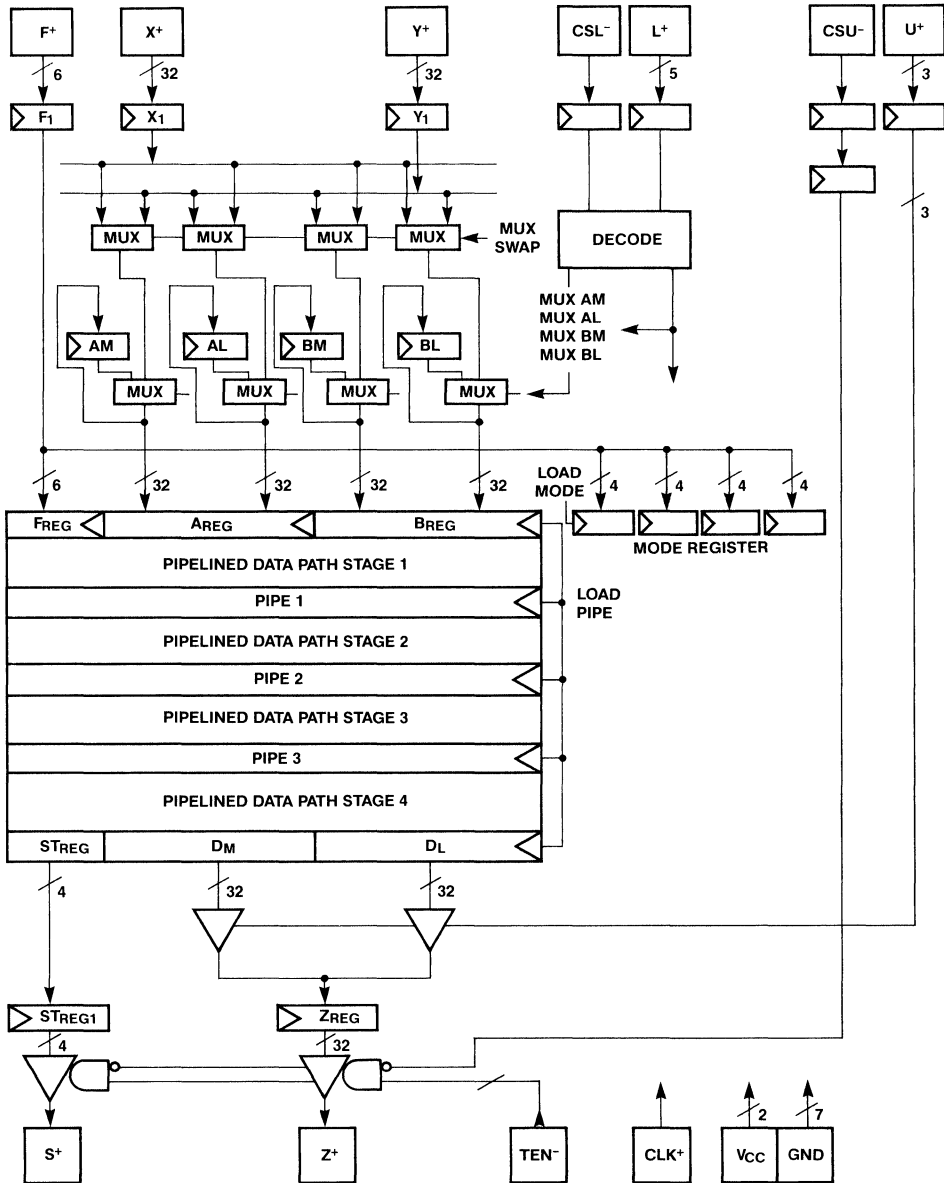 F+ X+ Y+ CSL- L+ CSU- U+
6 32 32 5 3
F1 X1 Y1
3
MUX MUX MUX MUX MUX SWAP DECODE
MUX AM
MUX AL
MUX BM
MUX BL
AM AL BM BL
MUX MUX MUX MUX
6 32 32 32 32 LOAD MODE 4 4 4 4
FREG AREG BREG
MODE REGISTER
PIPELINED DATA PATH STAGE 1
PIPE 1 LOAD PIPE
PIPELINED DATA PATH STAGE 2
PIPE 2
PIPELINED DATA PATH STAGE 3
PIPE 3
PIPELINED DATA PATH STAGE 4
STREG DM DL
4 32 32
STREG1 ZREG
4 32
2 7
S+ Z+ TEN- CLK+ VCC GND